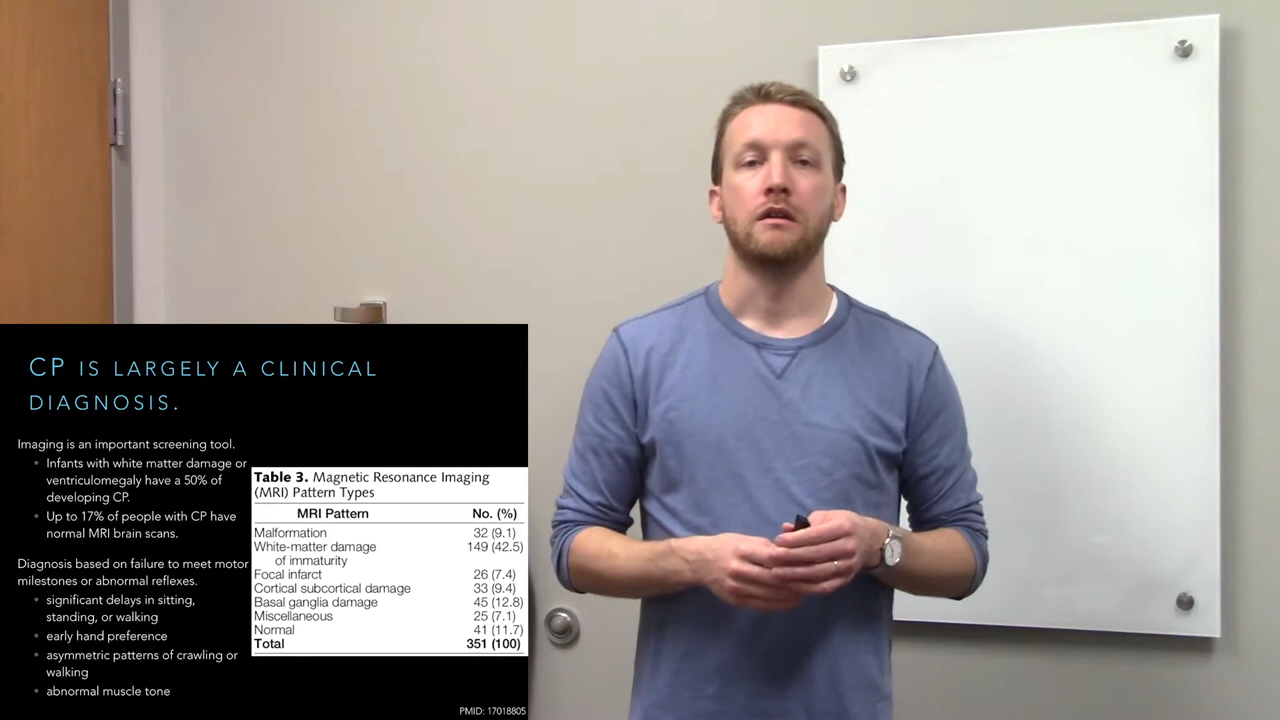 CP IS LARGELY A CLINICAL
DIAGNOSIS.
Imaging is an important screening tool.
• Infants with white matter damage or
ventriculomegaly have a 50% of
developing CP.
• Up to 17% of people with CP have
normal MRI brain scans.
Diagnosis based on failure to meet motor
milestones or abnormal reflexes.
• significant delays in sitting,
standing, or walking
• early hand preference
• asymmetric patterns of crawling or
walking
• abnormal muscle tone
Table 3. Magnetic Resonance Imaging
(MRI) Pattern Types
MRI Pattern No. (%)
Malformation 32 (9.1)
White-matter damage 149 (42.5)
of immaturity
Focal infarct 26 (7.4)
Cortical subcortical damage 33 (9.4)
Basal ganglia damage 45 (12.8)
Miscellaneous 25 (7.1)
Normal 41 (11.7)
Total 351 (100)
PMID: 17018805